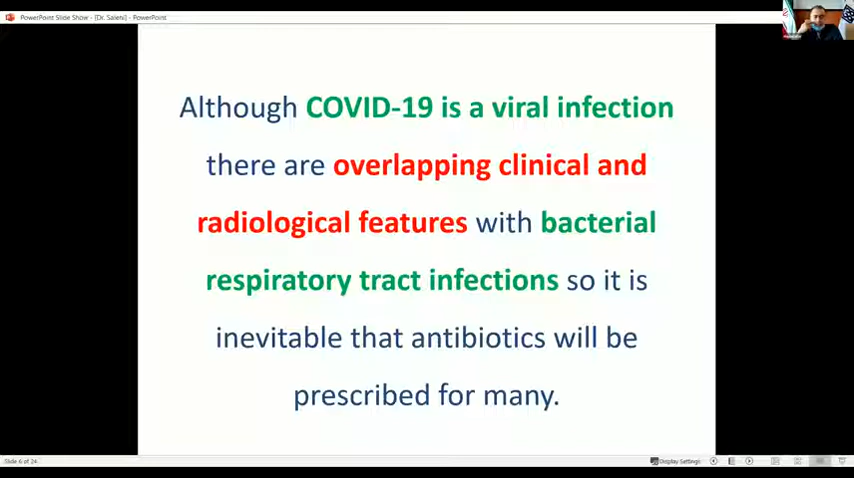 PowerPoint Slide Show - [Dr. Salehi] - PowerPoint
Although COVID-19 is a viral infection
there are overlapping clinical and
radiological features with bacterial
respiratory tract infections so it is
inevitable that antibiotics will be
prescribed for many.
Slide 6 of 24
Display Settings